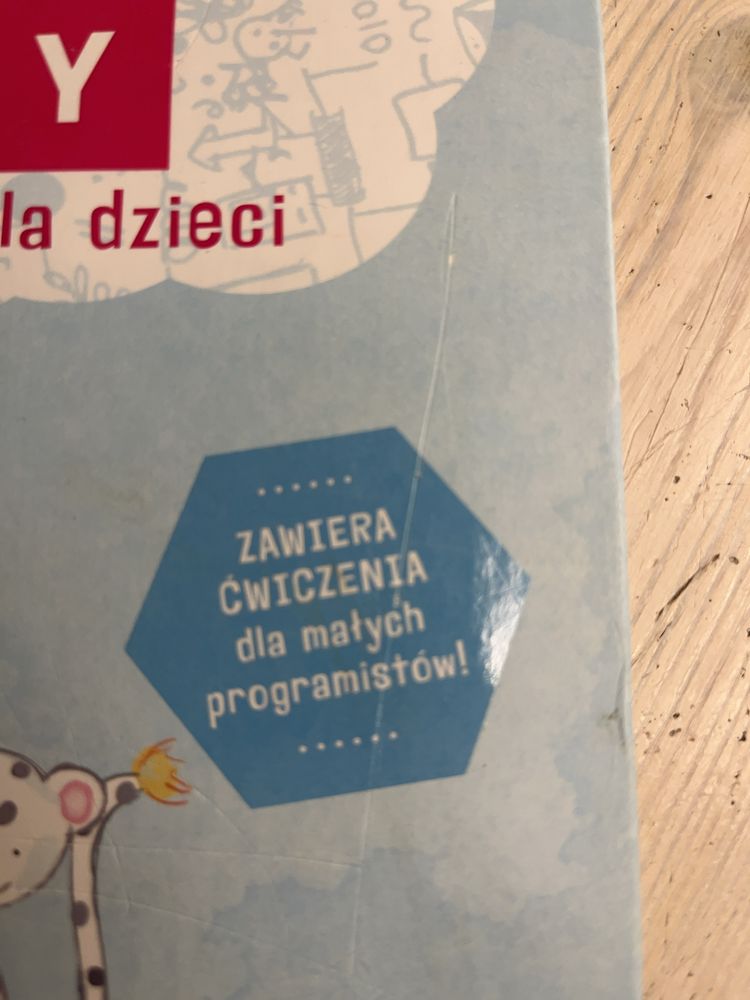 Y
la dzieci
ZAWIERA
ĆWICZENIA
dla małych
programistów!